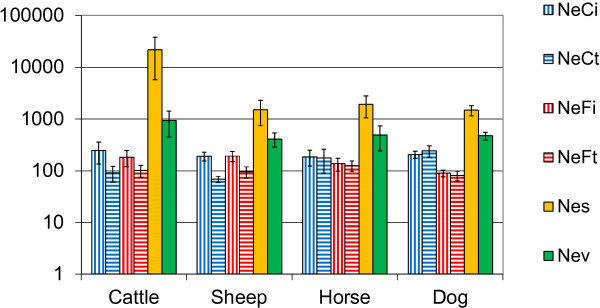 100000
10000
1000
100
10
1
Cattle Sheep Horse Dog
NeCi
NeCt
NeFi
NeFt
Nes
Nev